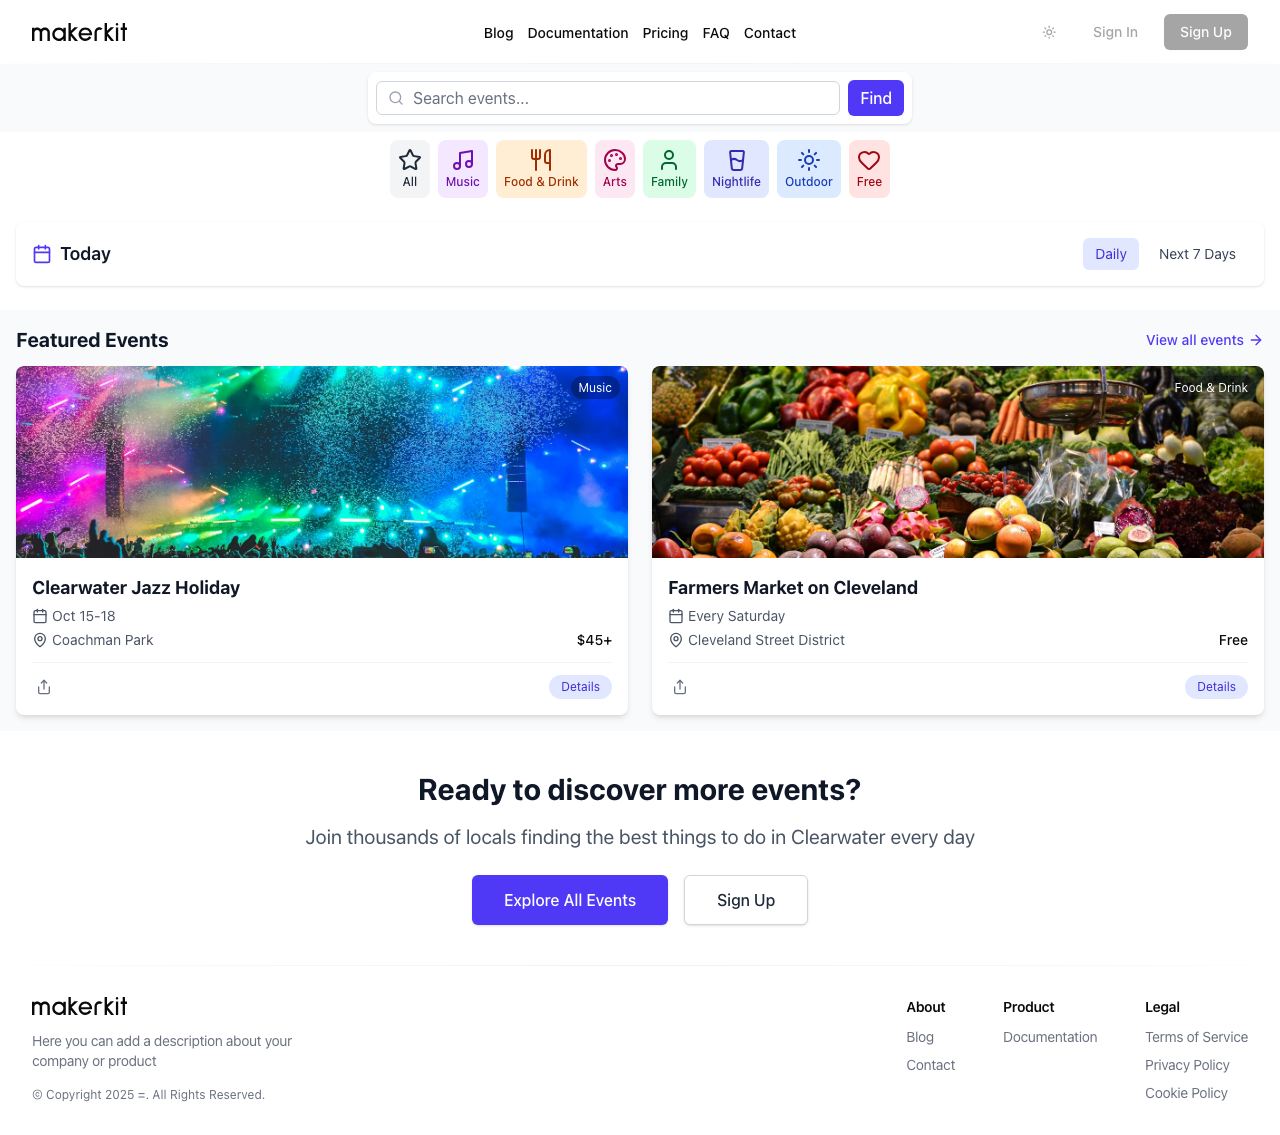 makerkit
Blog Documentation Pricing FAQ Contact
Sign In
Sign Up
Search events...
Find
All
Music
Food & Drink
Arts
Family
Nightlife
Outdoor
Free
Today
Daily
Next 7 Days
Featured Events
View all events
Music
Clearwater Jazz Holiday
Oct 15-18
Coachman Park
$45+
Details
Food & Drink
Farmers Market on Cleveland
Every Saturday
Cleveland Street District
Free
Details
Ready to discover more events?
Join thousands of locals finding the best things to do in Clearwater every day
Explore All Events
Sign Up
makerkit
Here you can add a description about your
company or product
© Copyright 2025 =. All Rights Reserved.
About
Blog
Contact
Product
Documentation
Legal
Terms of Service
Privacy Policy
Cookie Policy